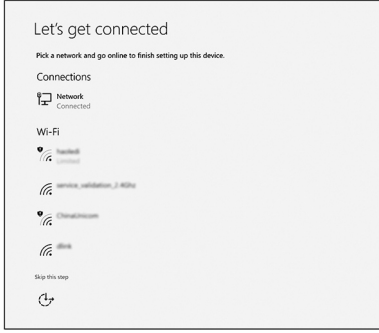 Let's get connected
Pick a network and go online to finish setting up this device.
Connections
Network
Connected
Wi-Fi
Limited
service_validation_2.4Ghz
ChinaUnicom
dlink
Skip this step